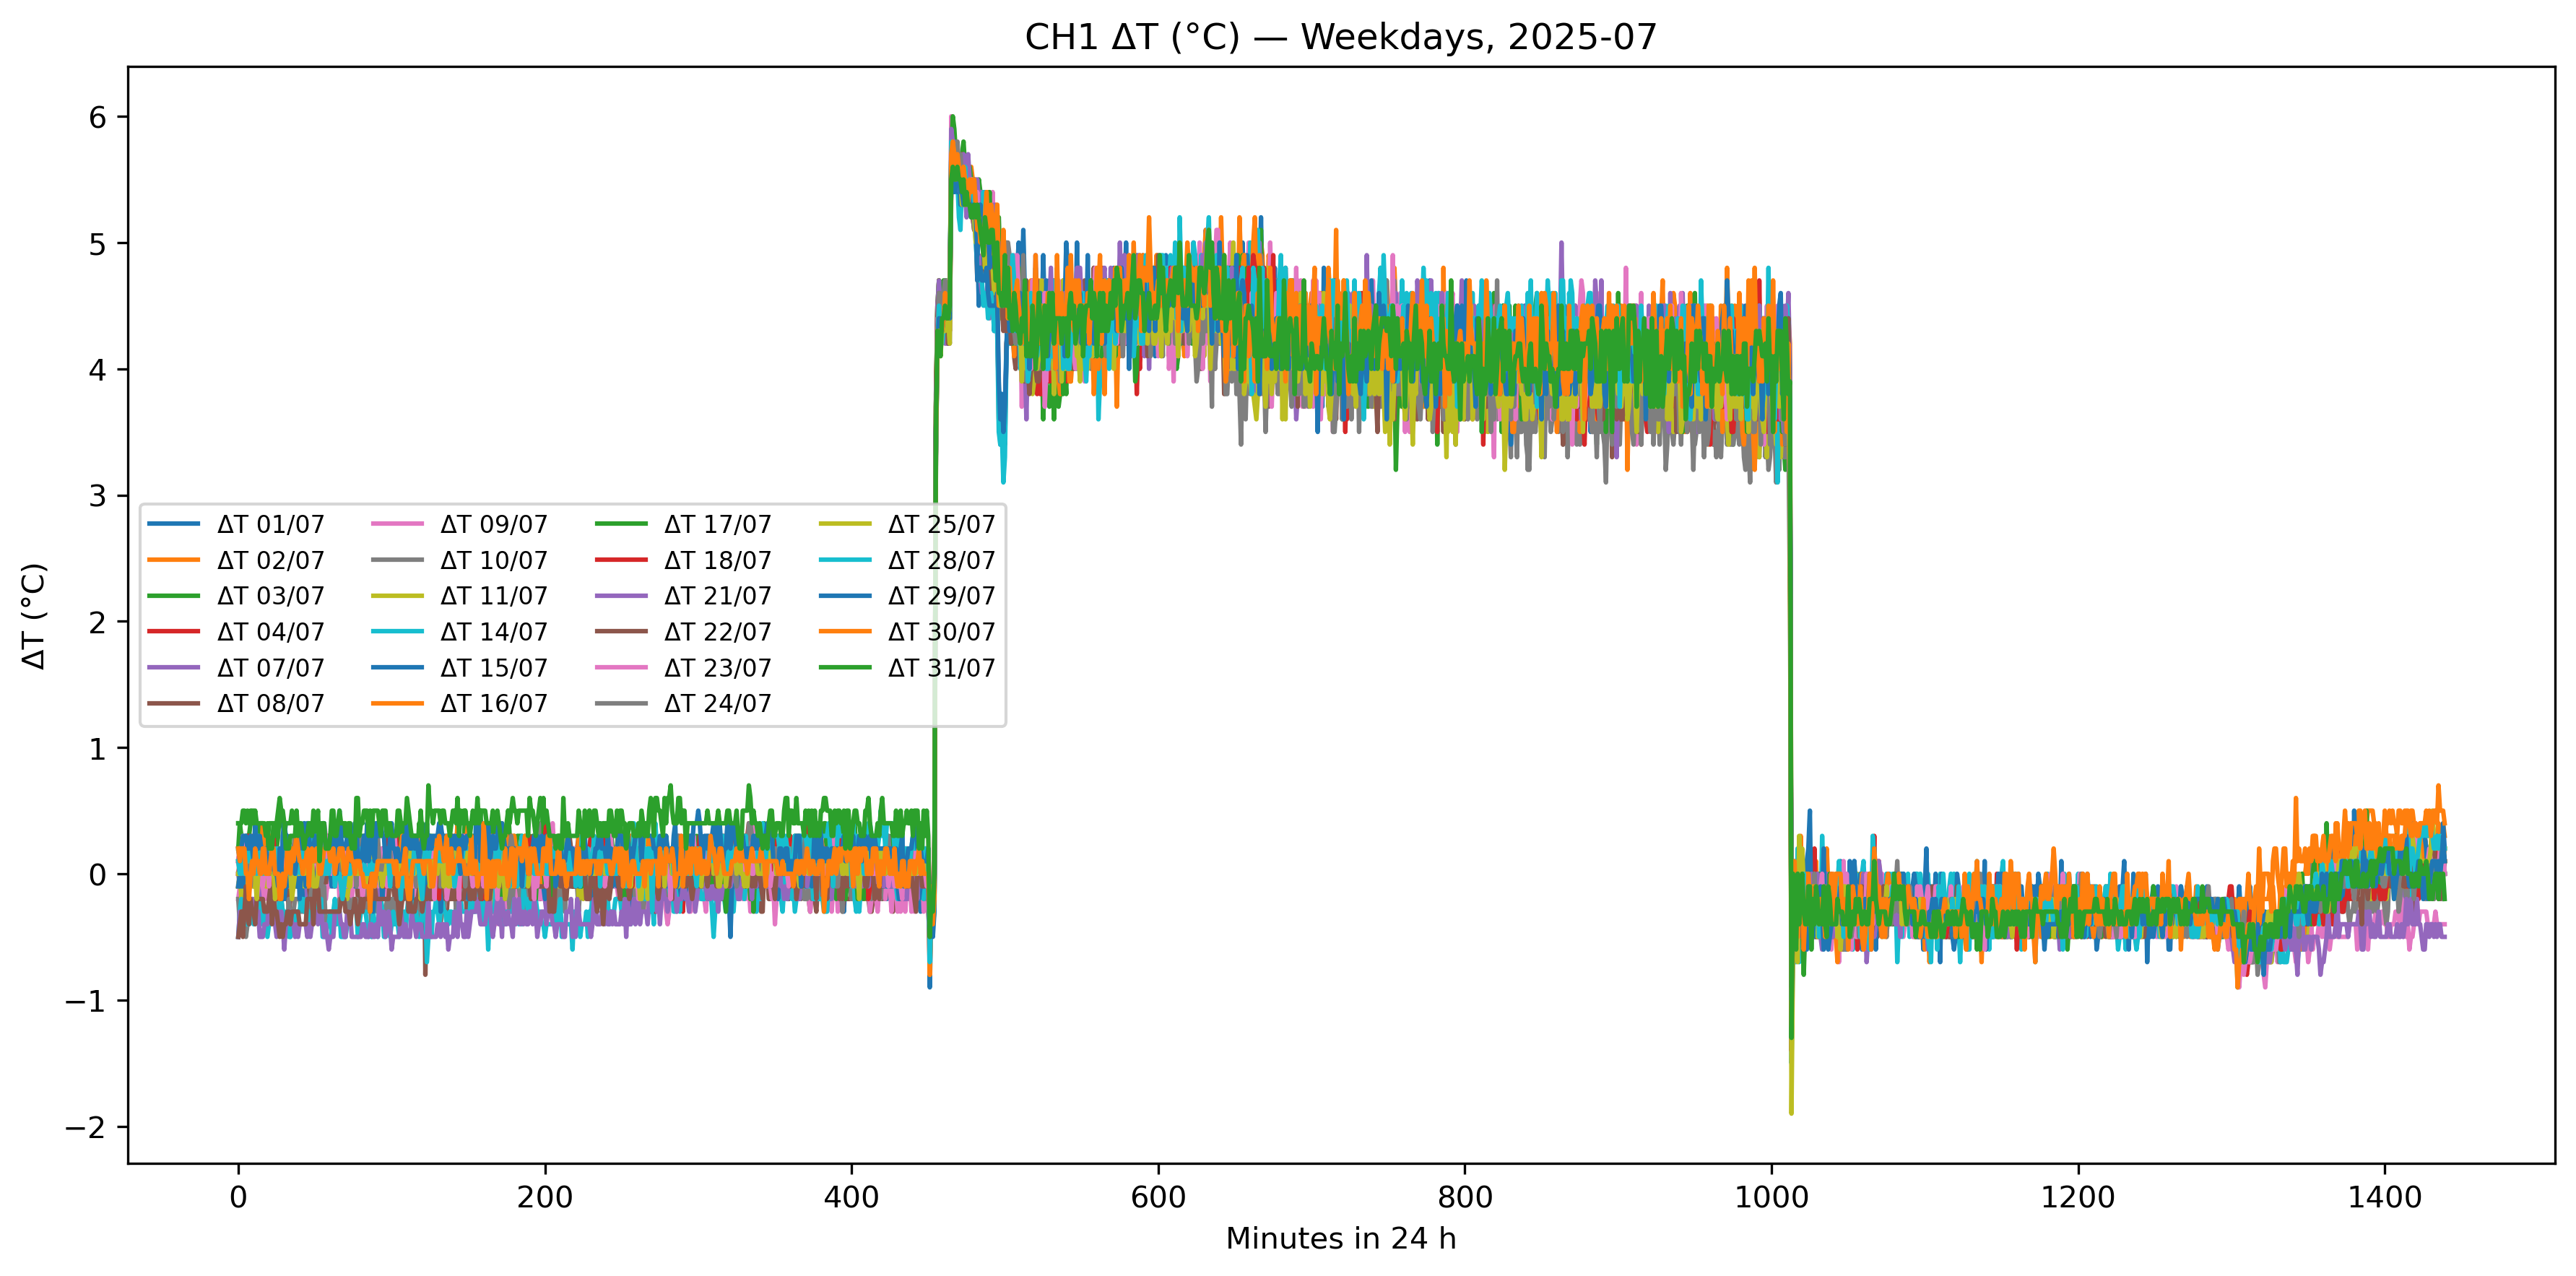 CH1 ΔT (°C) — Weekdays, 2025-07
ΔT (°C)
6
5
4
3
2
1
0
−1
−2
ΔT 01/07
ΔT 02/07
ΔT 03/07
ΔT 04/07
ΔT 07/07
ΔT 08/07
ΔT 09/07
ΔT 10/07
ΔT 11/07
ΔT 14/07
ΔT 15/07
ΔT 16/07
ΔT 17/07
ΔT 18/07
ΔT 21/07
ΔT 22/07
ΔT 23/07
ΔT 24/07
ΔT 25/07
ΔT 28/07
ΔT 29/07
ΔT 30/07
ΔT 31/07
0 200 400 600 800 1000 1200 1400
Minutes in 24 h